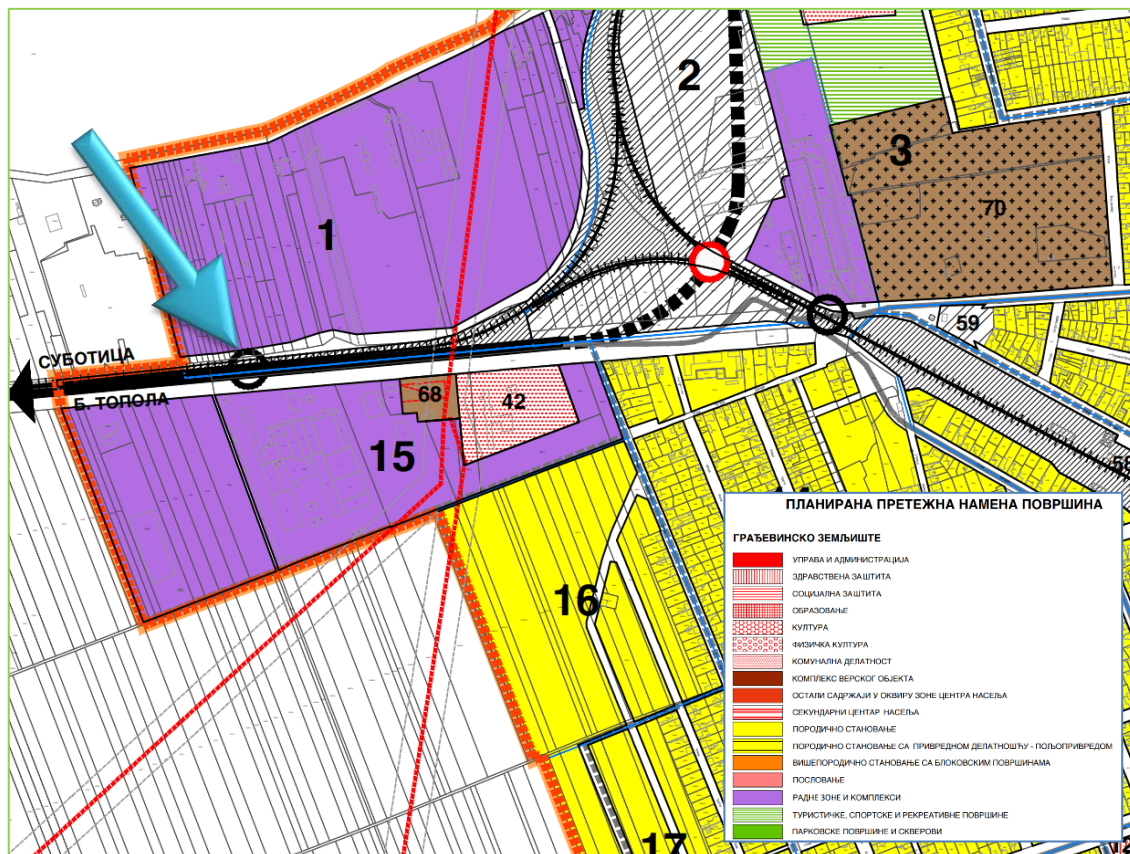 2
3
70
1
59
СУБОТИЦА
Б. ТОПОЛА
68
42
15
58
16
17
ПЛАНИРАНА ПРЕТЕЖНА НАМЕНА ПОВРШИНА
ГРАЂЕВИНСКО ЗЕМЉИШТЕ
УПРАВА И АДМИНИСТРАЦИЈА
ЗДРАВСТВЕНА ЗАШТИТА
СОЦИЈАЛНА ЗАШТИТА
ОБРАЗОВАЊЕ
КУЛТУРА
ФИЗИЧКА КУЛТУРА
КОМУНАЛНА ДЕЛАТНОСТ
КОМПЛЕКС ВЕРСКОГ ОБЈЕКТА
ОСТАЛИ САДРЖАЈИ У ОКВИРУ ЗОНЕ ЦЕНТРА НАСЕЉА
СЕКУНДАРНИ ЦЕНТАР НАСЕЉА
ПОРОДИЧНО СТАНОВАЊЕ
ПОРОДИЧНО СТАНОВАЊЕ СА ПРИВРЕДНОМ ДЕЛАТНОШЋУ - ПОЉОПРИВРЕДОМ
ВИШЕПОРОДИЧНО СТАНОВАЊЕ СА БЛОКОВСКИМ ПОВРШИНАМА
ПОСЛОВАЊЕ
РАДНЕ ЗОНЕ И КОМПЛЕКСИ
ТУРИСТИЧКЕ, СПОРТСКЕ И РЕКРЕАТИВНЕ ПОВРШИНЕ
ПАРКОВСКЕ ПОВРШИНЕ И СКВЕРОВИ